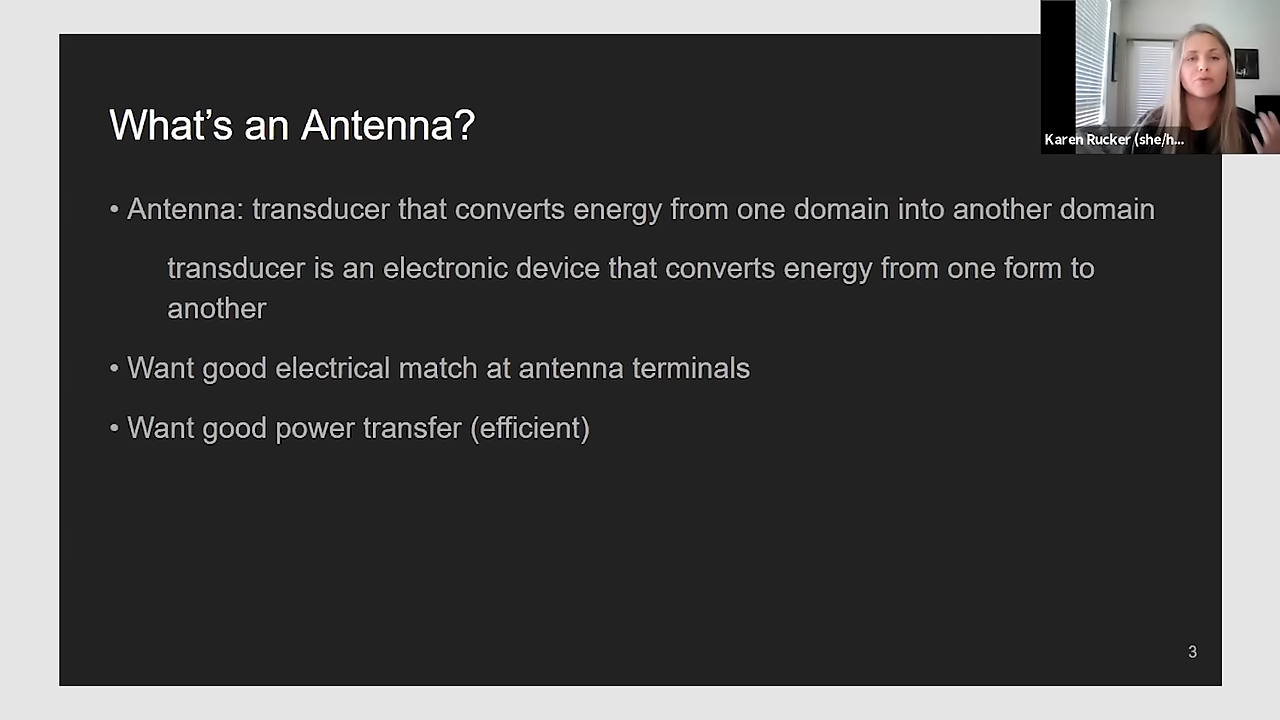 What's an Antenna?
• Antenna: transducer that converts energy from one domain into another domain
transducer is an electronic device that converts energy from one form to
another
• Want good electrical match at antenna terminals
• Want good power transfer (efficient)
3
Karen Rucker (she/h...